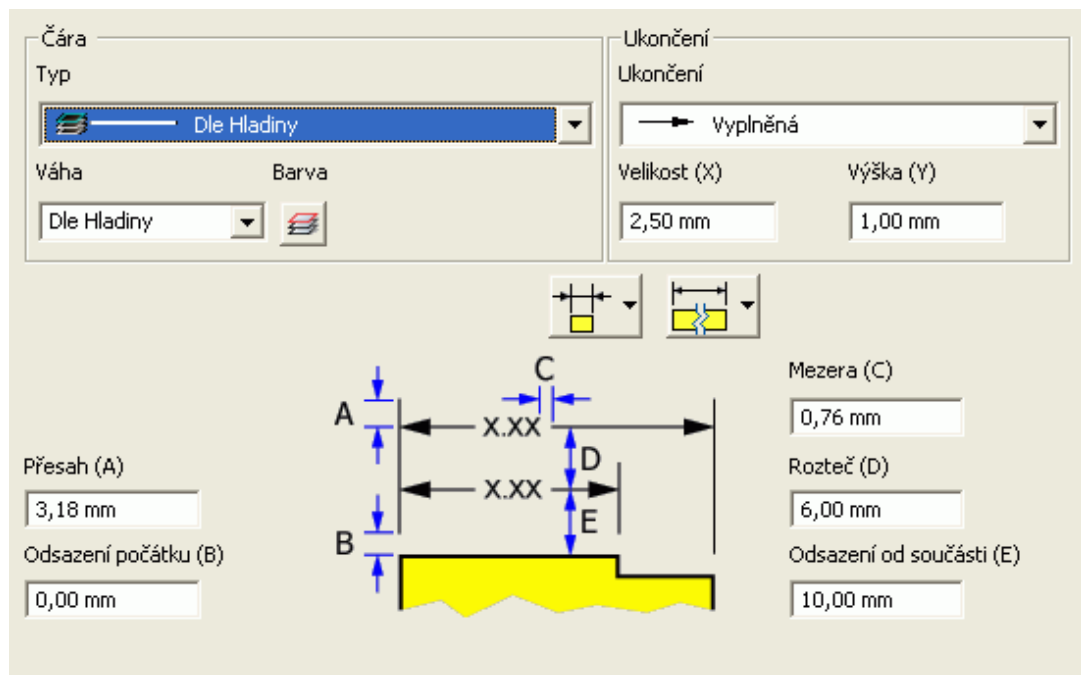 Čára
Typ
Dle Hladiny
Váha Barva
Dle Hladiny
Ukončení
Ukončení
Vyplněná
Velikost (X) Výška (Y)
2,50 mm 1,00 mm
C
A
X.XX
D
X.XX
E
B
Přesah (A)
3,18 mm
Odsazení počátku (B)
0,00 mm
Mezera (C)
0,76 mm
Rozteč (D)
6,00 mm
Odsazení od součásti (E)
10,00 mm